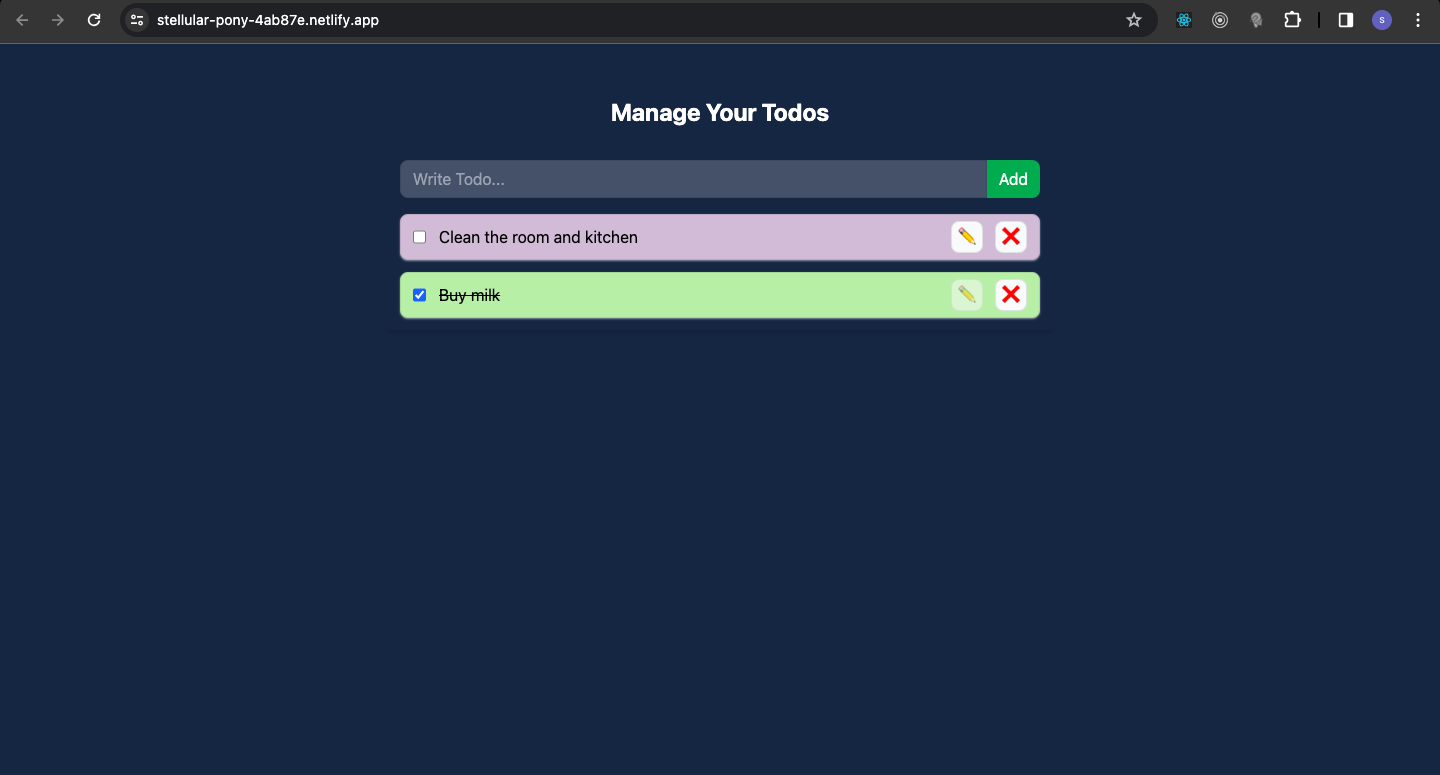 stellular-pony-4ab87e.netlify.app
S
Manage Your Todos
Write Todo...
Add
Clean the room and kitchen
Buy milk